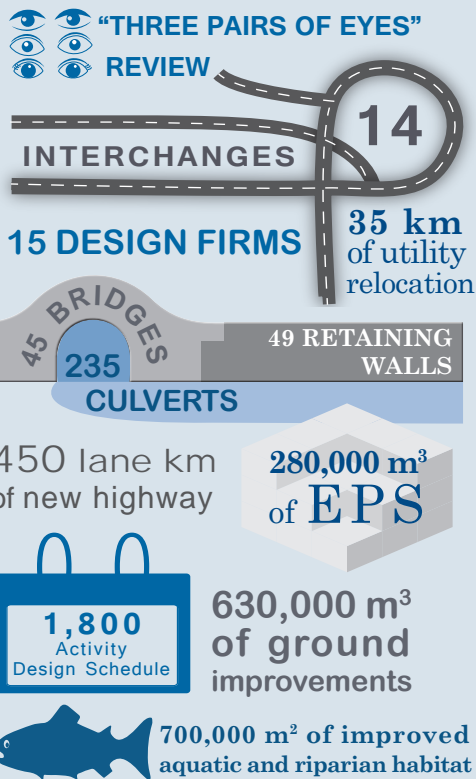 “THREE PAIRS OF EYES”
REVIEW
14
INTERCHANGES
15 DESIGN FIRMS
35 km
of utility
relocation
45 BRIDGES
235
CULVERTS
49 RETAINING
WALLS
450 lane km
of new highway
280,000 m³
of EPS
1,800
Activity
Design Schedule
630,000 m³
of ground
improvements
700,000 m² of improved
aquatic and riparian habitat